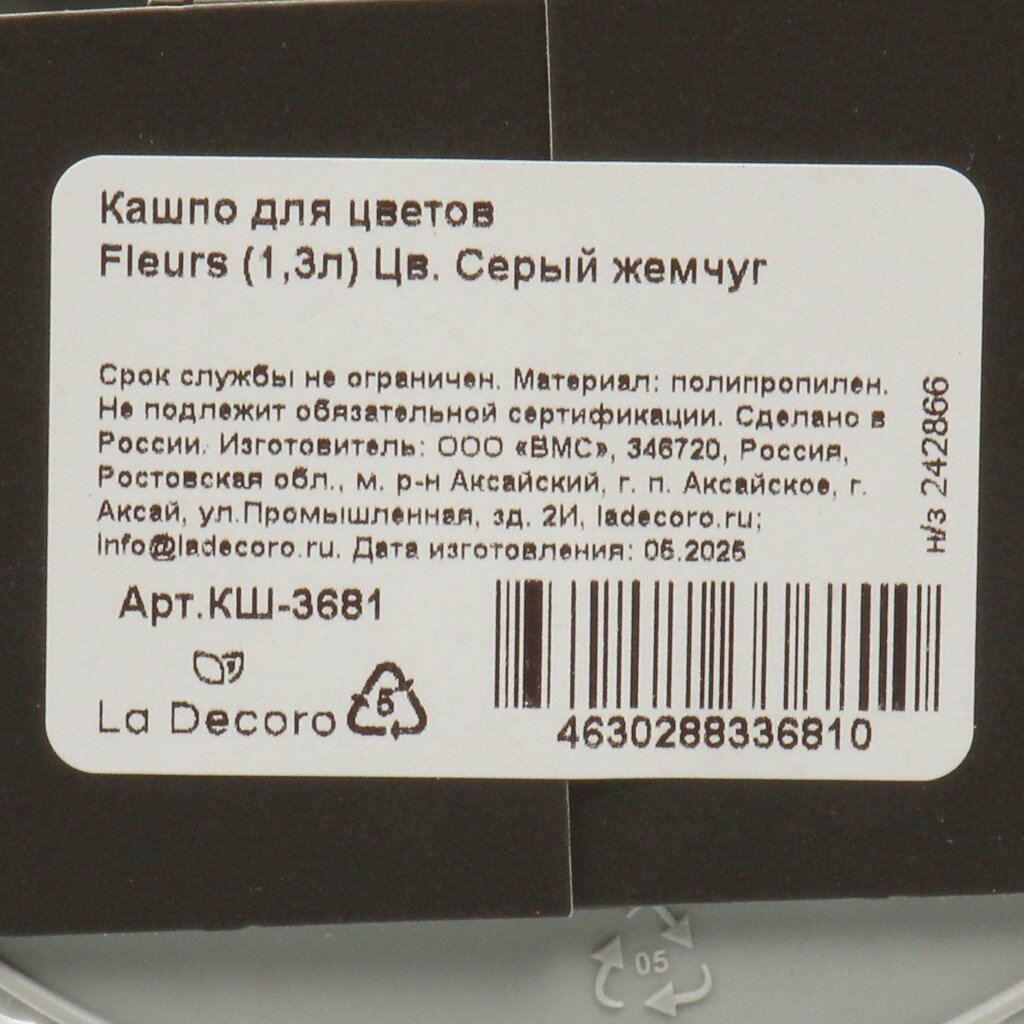 Кашпо для цветов
Fleurs (1,3л) Цв. Серый жемчуг
Срок службы не ограничен. Материал: полипропилен.
Не подлежит обязательной сертификации. Сделано в
России. Изготовитель: ООО «ВМС», 346720, Россия,
Ростовская обл., м. р-н Аксайский, г. п. Аксайское, г.
Аксай, ул.Промышленная, зд. 2И, ladecoro.ru;
info@ladecoro.ru. Дата изготовления: 06.2025
н/з 242866
Арт.КШ-3681
La Decoro
5
4630288336810
05